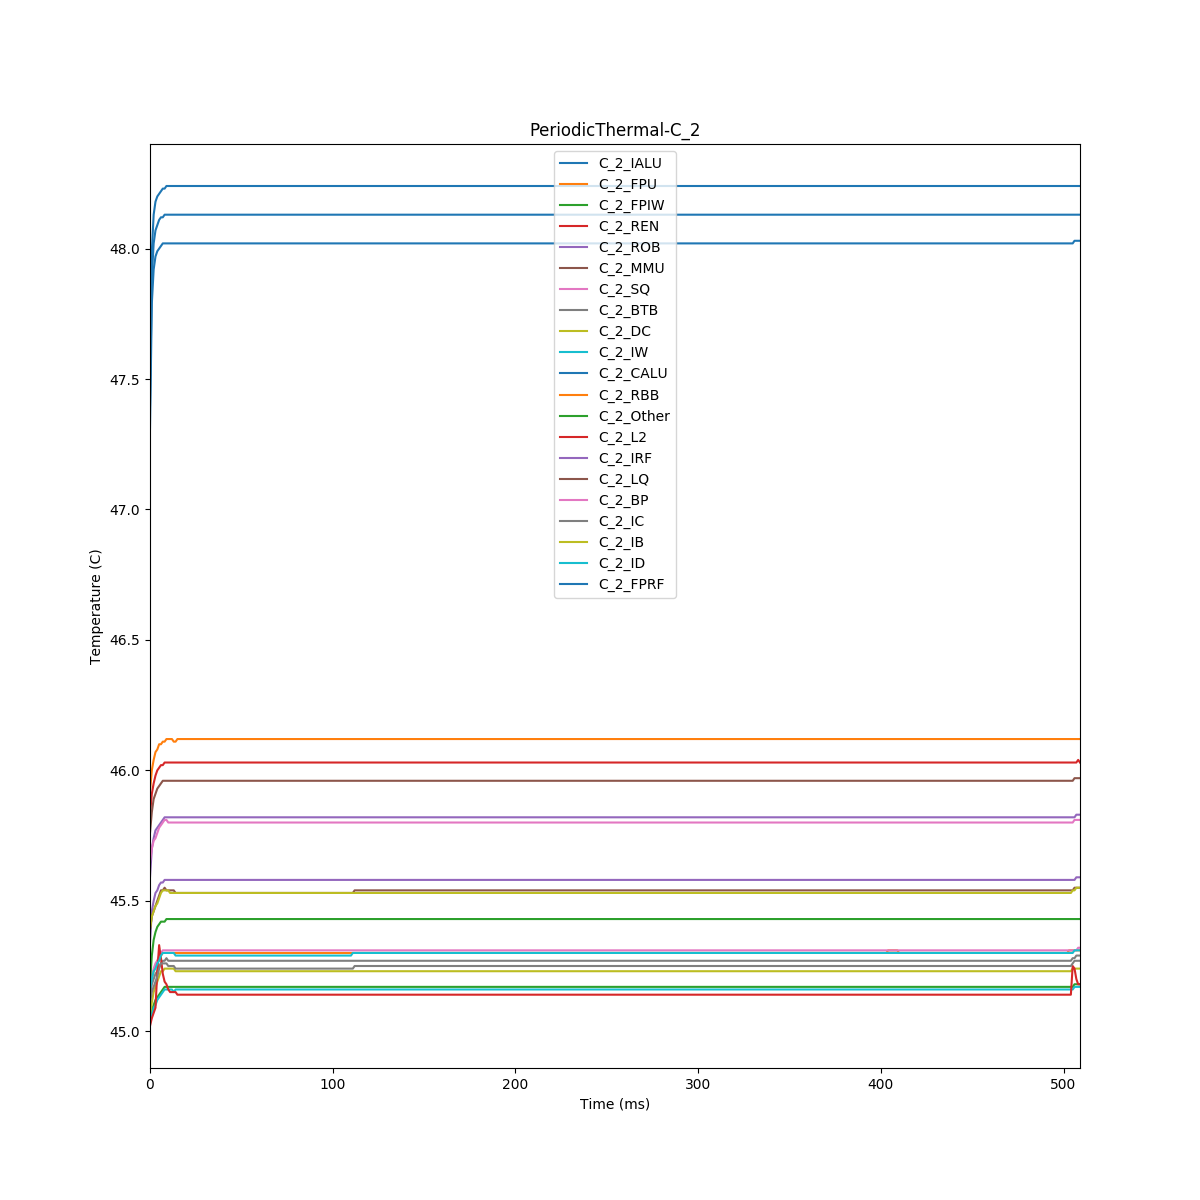 PeriodicThermal-C_2
C_2_IALU
C_2_FPU
C_2_FPIW
C_2_REN
C_2_ROB
C_2_MMU
C_2_SQ
C_2_BTB
C_2_DC
C_2_IW
C_2_CALU
C_2_RBB
C_2_Other
C_2_L2
C_2_IRF
C_2_LQ
C_2_BP
C_2_IC
C_2_IB
C_2_ID
C_2_FPRF
48.0
47.5
47.0
46.5
46.0
45.5
45.0
Temperature (C)
0 100 200 300 400 500
Time (ms)